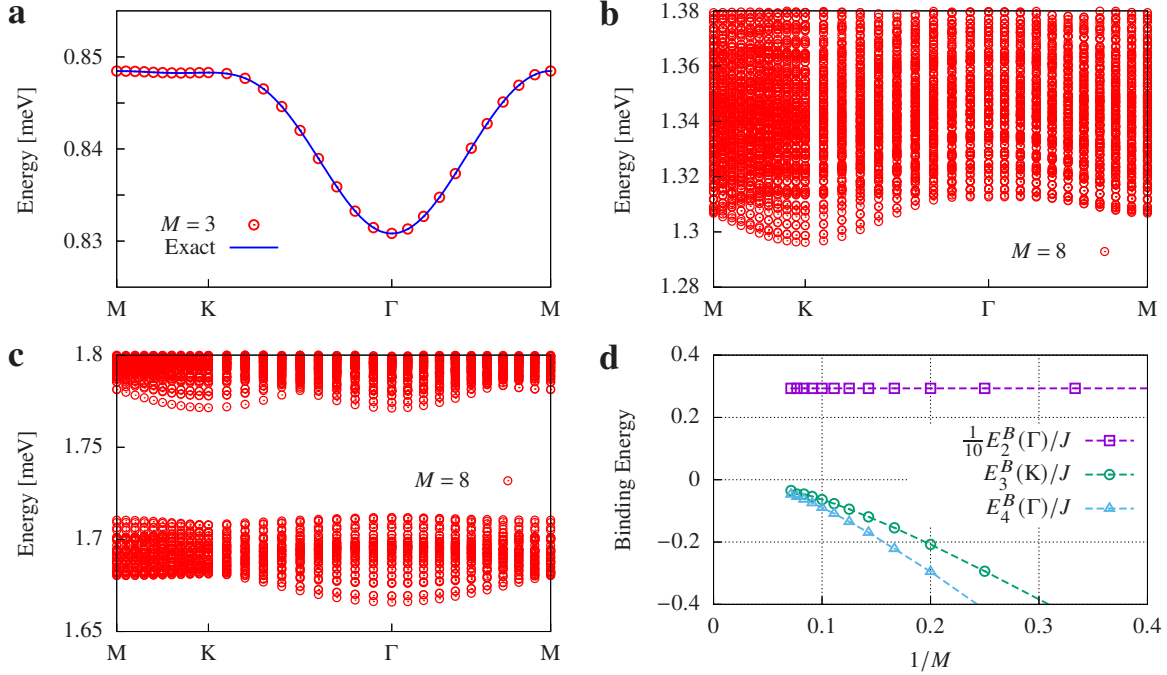 a
0.85
0.84
0.83
Energy [meV]
M = 3
Exact
M K Γ M
b
1.38
1.36
1.34
1.32
1.3
1.28
Energy [meV]
M = 8
M K Γ M
c
1.8
1.75
1.7
1.65
Energy [meV]
M = 8
M K Γ M
d
0.4
0.2
0
−0.2
−0.4
Binding Energy
1/10 E_2^B(Γ)/J
E_3^B(K)/J
E_4^B(Γ)/J
0 0.1 0.2 0.3 0.4
1/M